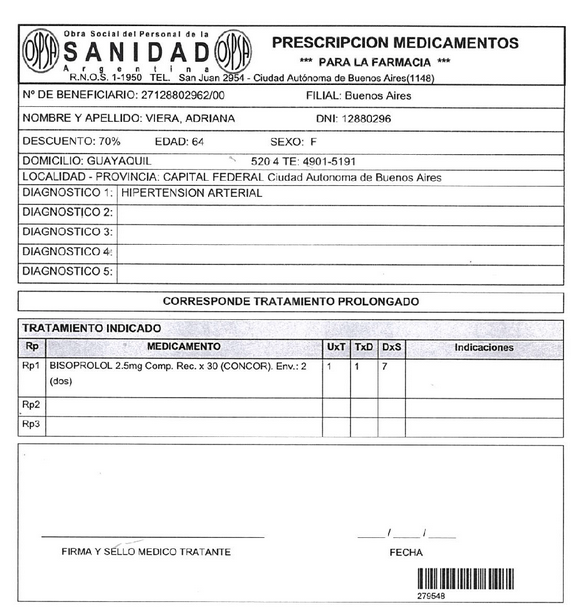 Obra Social del Personal de la
OSPSA SANIDAD OSPSA
Argentina
R.N.O.S. 1-1950 TEL. San Juan 2954 - Ciudad Autónoma de Buenos Aires(1148)
PRESCRIPCION MEDICAMENTOS
*** PARA LA FARMACIA ***
Nº DE BENEFICIARIO: 27128802962/00 FILIAL: Buenos Aires
NOMBRE Y APELLIDO: VIERA, ADRIANA DNI: 12880296
DESCUENTO: 70% EDAD: 64 SEXO: F
DOMICILIO: GUAYAQUIL 520 4 TE: 4901-5191
LOCALIDAD - PROVINCIA: CAPITAL FEDERAL Ciudad Autonoma de Buenos Aires
DIAGNOSTICO 1: HIPERTENSION ARTERIAL
DIAGNOSTICO 2:
DIAGNOSTICO 3:
DIAGNOSTICO 4:
DIAGNOSTICO 5:
CORRESPONDE TRATAMIENTO PROLONGADO
TRATAMIENTO INDICADO
Rp MEDICAMENTO UxT TxD DxS Indicaciones
Rp1 BISOPROLOL 2.5mg Comp. Rec. x 30 (CONCOR). Env.: 2 1 1 7
(dos)
Rp2
Rp3
___/___/___
FIRMA Y SELLO MEDICO TRATANTE FECHA
279548